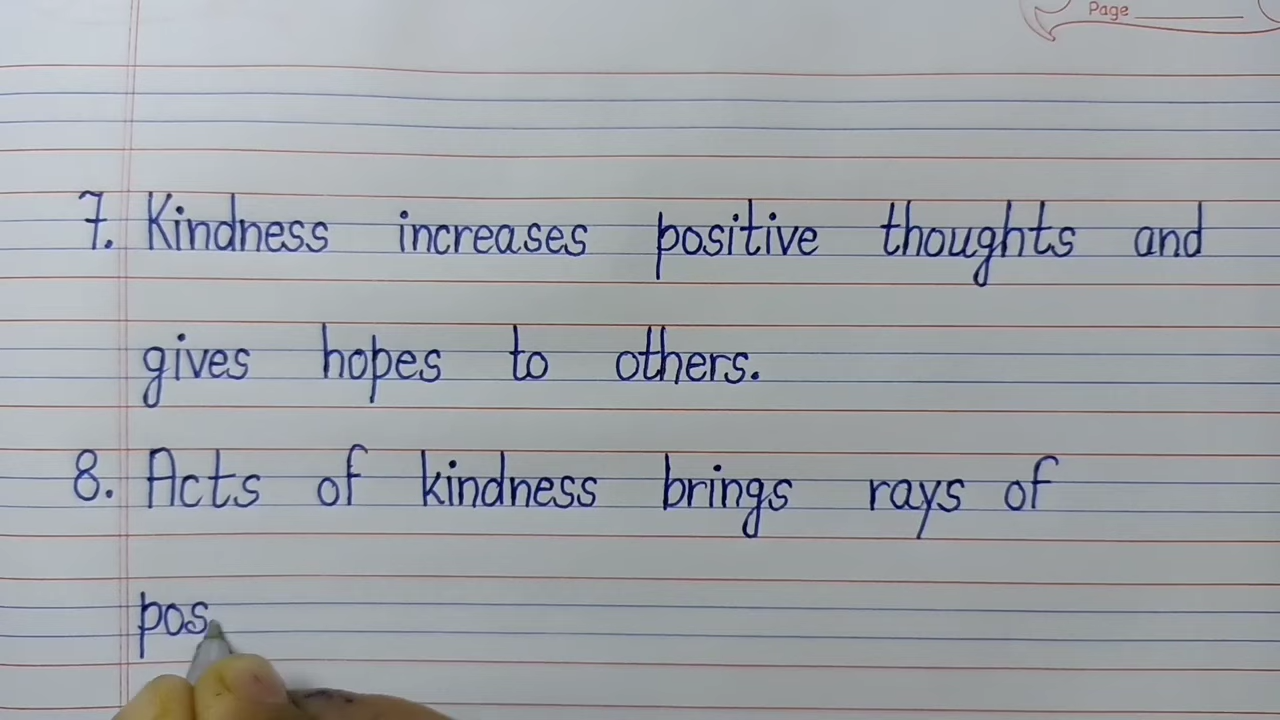 Page
7. Kindness increases positive thoughts and
gives hopes to others.
8. Acts of kindness brings rays of
pos